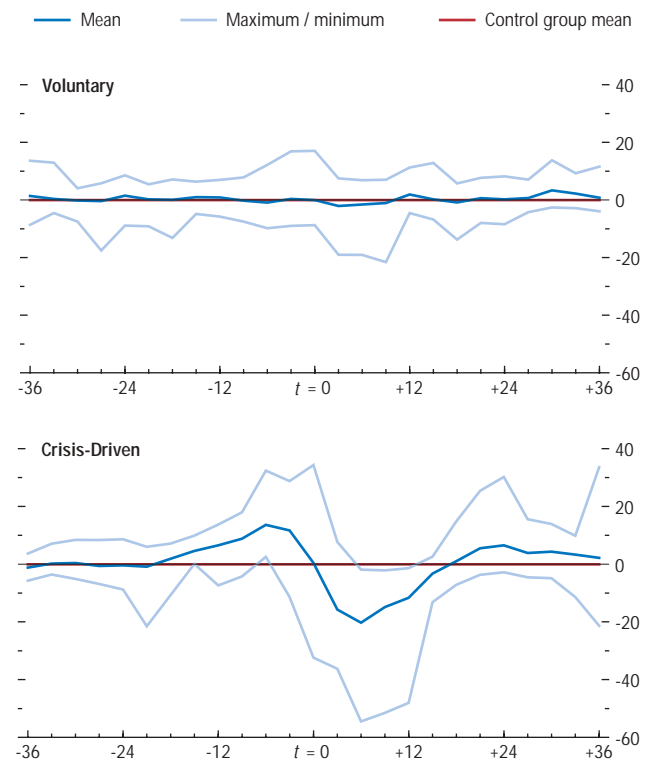 Mean Maximum / minimum Control group mean
Voluntary
40
20
0
-20
-40
-60
-36 -24 -12 t = 0 +12 +24 +36
Crisis-Driven
40
20
0
-20
-40
-60
-36 -24 -12 t = 0 +12 +24 +36